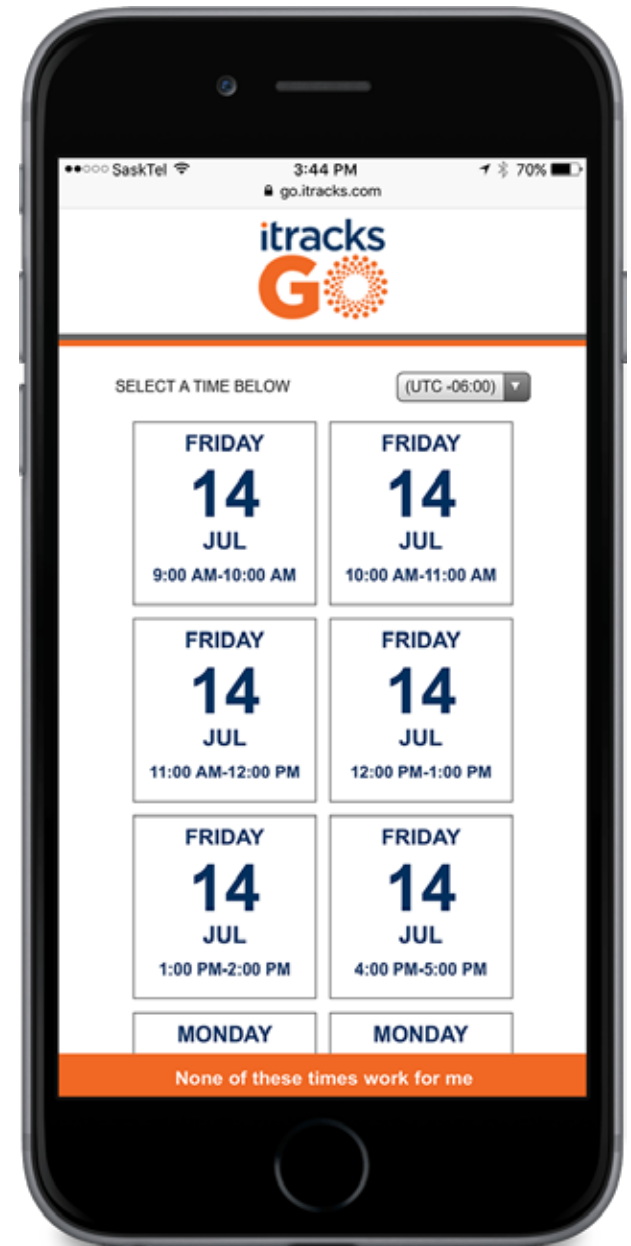 SaskTel 3:44 PM 70%
go.itracks.com
itracks
GO
SELECT A TIME BELOW (UTC -06:00)
FRIDAY FRIDAY
14 14
JUL JUL
9:00 AM-10:00 AM 10:00 AM-11:00 AM
FRIDAY FRIDAY
14 14
JUL JUL
11:00 AM-12:00 PM 12:00 PM-1:00 PM
FRIDAY FRIDAY
14 14
JUL JUL
1:00 PM-2:00 PM 4:00 PM-5:00 PM
MONDAY MONDAY
None of these times work for me